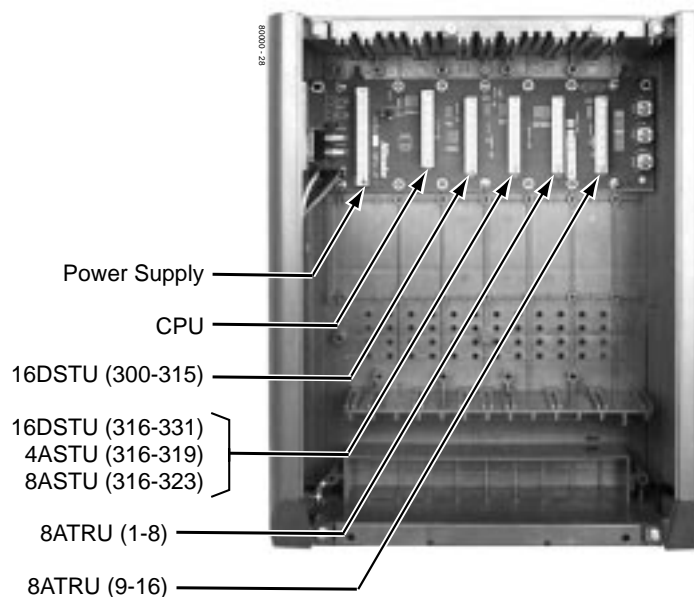 80000 - 28
Power Supply
CPU
16DSTU (300-315)
16DSTU (316-331)
4ASTU (316-319)
8ASTU (316-323)
8ATRU (1-8)
8ATRU (9-16)